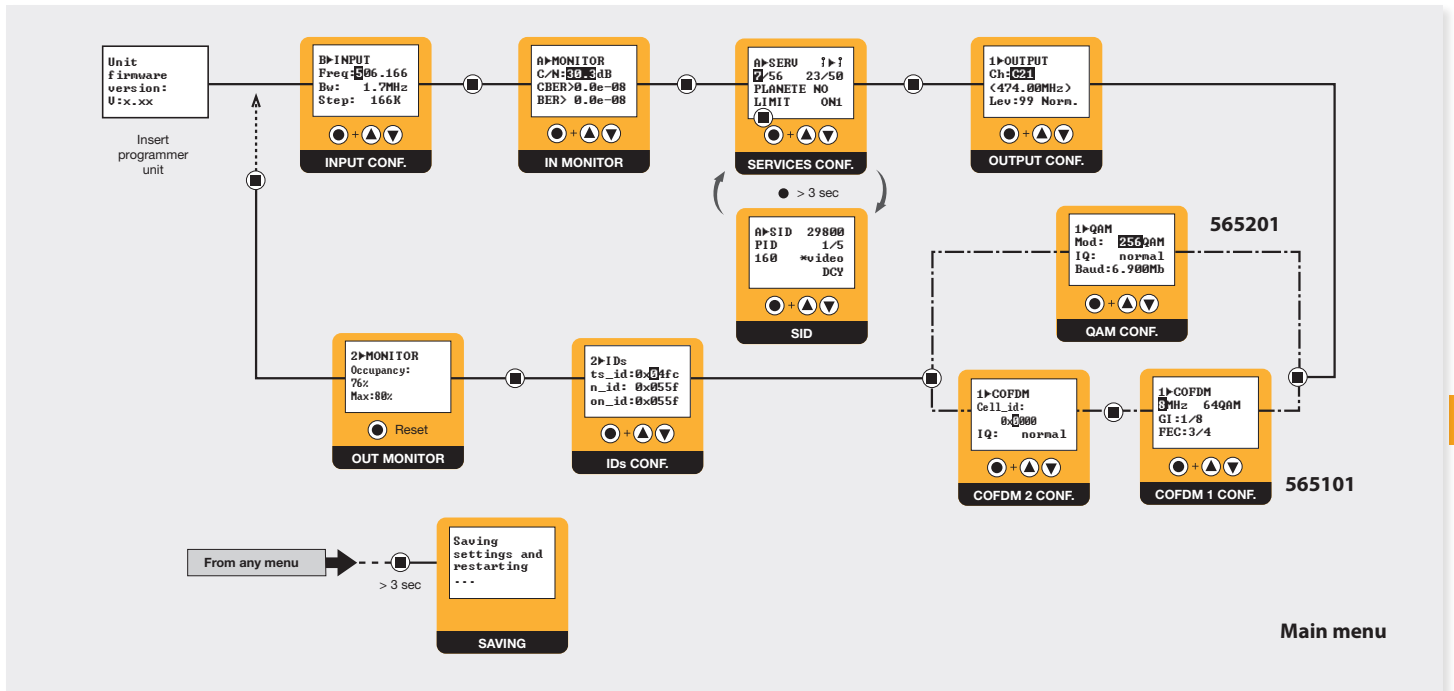 Unit
firmware
version:
V:x.xx
Insert
programmer
unit
B▶INPUT
Freq:506.166
Bw: 1.7MHz
Step: 166K
+
INPUT CONF.
A▶MONITOR
C/N:30.3dB
CBER>0.0e-08
BER> 0.0e-08
+
IN MONITOR
A▶SERV
7/56 23/50
PLANETE NO
LIMIT ON1
+
SERVICES CONF.
> 3 sec
A▶SID 29800
PID 1/5
160 *video
DCY
+
SID
1▶OUTPUT
Ch:C21
(474.00MHz)
Lev:99 Norm.
+
OUTPUT CONF.
1▶QAM
Mod: 256QAM
IQ: normal
Baud:6.900Mb
+
QAM CONF.
565201
1▶COFDM
8MHz 64QAM
GI:1/8
FEC:3/4
+
COFDM 1 CONF.
565101
1▶COFDM
Cell_id:
0x0000
IQ: normal
+
COFDM 2 CONF.
2▶IDs
ts_id:0x04fc
n_id: 0x055f
on_id:0x055f
+
IDs CONF.
2▶MONITOR
Occupancy:
76%
Max:80%
Reset
OUT MONITOR
From any menu
> 3 sec
Saving
settings and
restarting
...
SAVING
Main menu